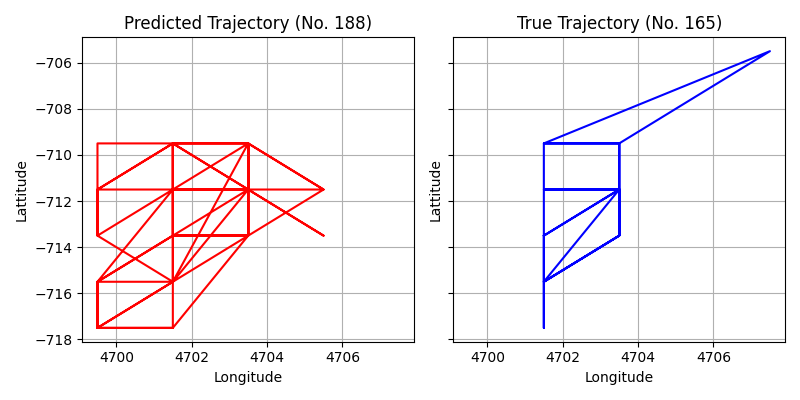 Predicted Trajectory (No. 188)
Lattitude
−706
−708
−710
−712
−714
−716
−718
4700 4702 4704 4706
Longitude
True Trajectory (No. 165)
Lattitude
4700 4702 4704 4706
Longitude